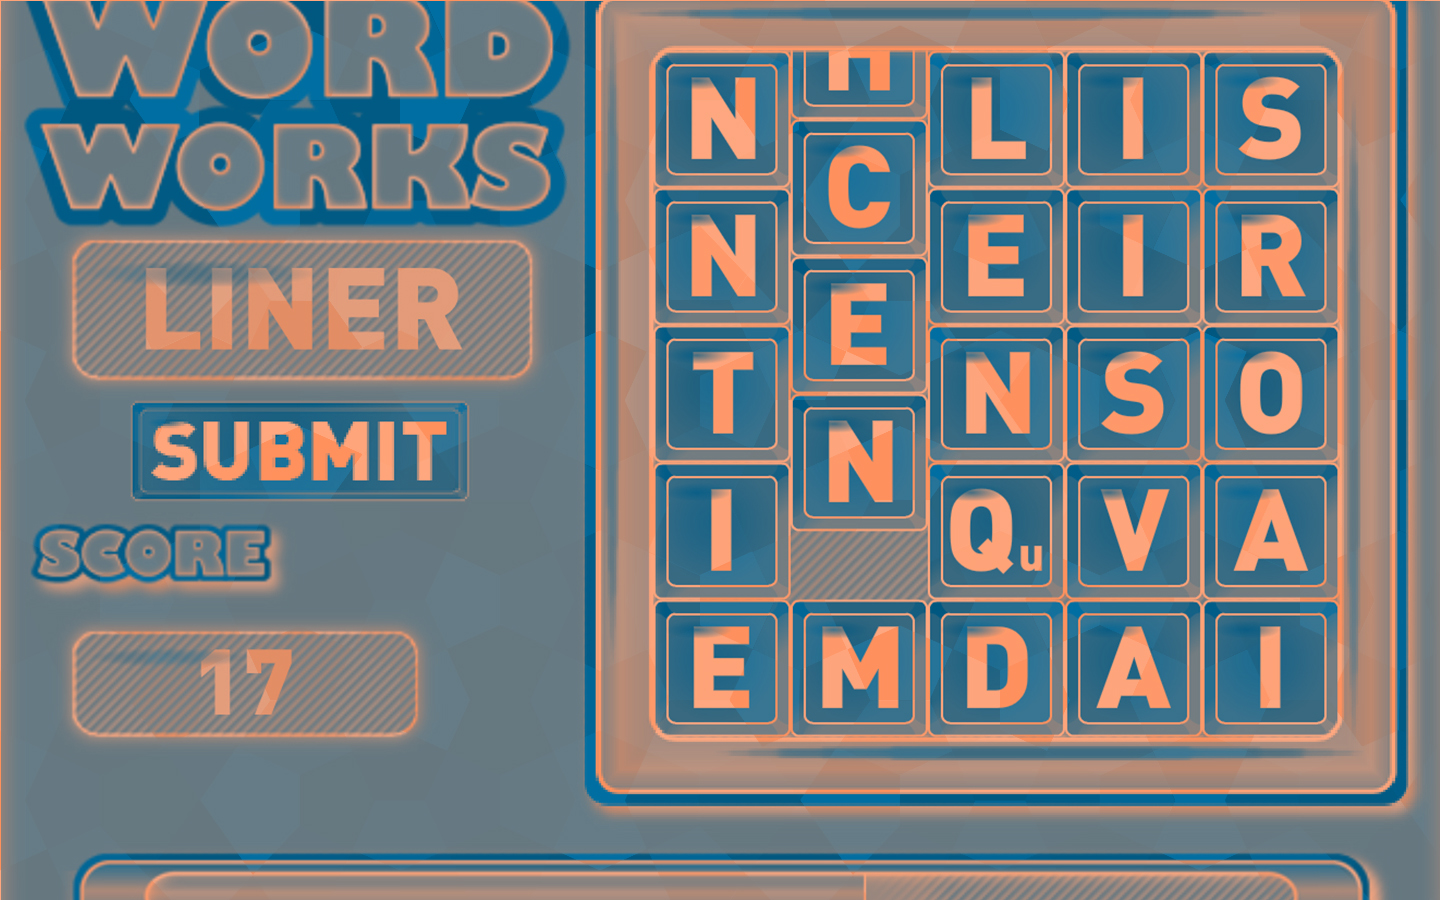 WORD
WORKS
LINER
SUBMIT
SCORE
17
N H L I S
C
N E I R
E
T N S O
N
I Qu V A
E M D A I